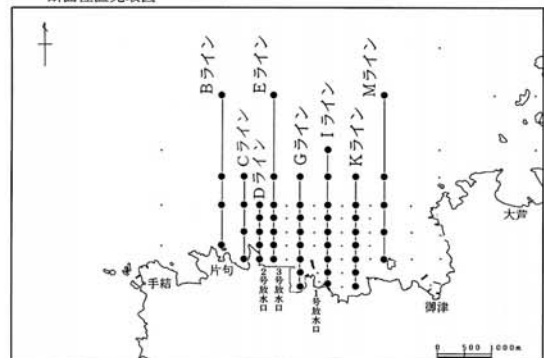 Bライン
Cライン
Dライン
Eライン
Gライン
Iライン
Kライン
Mライン
大芦
手結
片句
2号放水口
3号放水口
1号放水口
御津
0 500 1000m